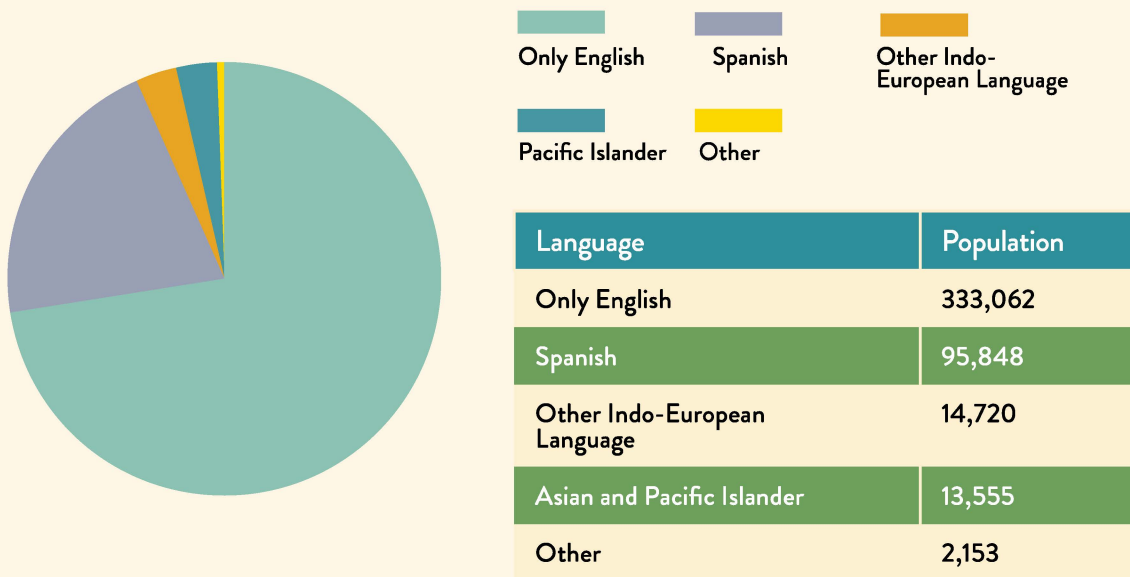 Only English
Spanish
Other Indo-
European Language
Pacific Islander
Other
Language Population
Only English 333,062
Spanish 95,848
Other Indo-European 14,720
Language
Asian and Pacific Islander 13,555
Other 2,153